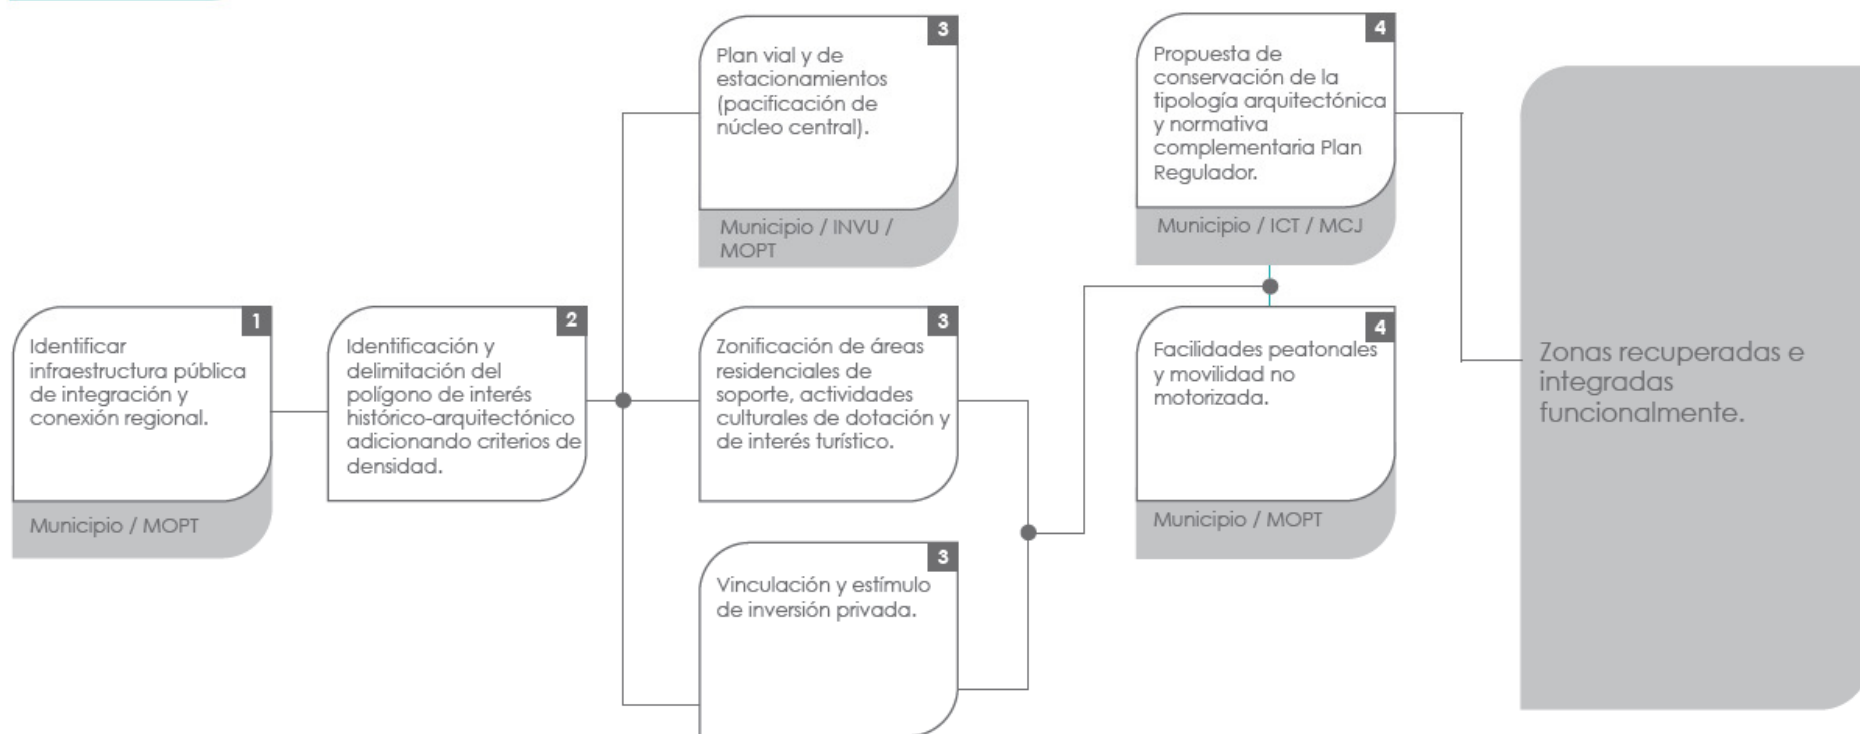 1
Identificar
infraestructura pública
de integración y
conexión regional.
Municipio / MOPT
2
Identificación y
delimitación del
polígono de interés
histórico-arquitectónico
adicionando criterios de
densidad.
3
Plan vial y de
estacionamientos
(pacificación de
núcleo central).
Municipio / INVU /
MOPT
3
Zonificación de áreas
residenciales de
soporte, actividades
culturales de dotación y
de interés turístico.
3
Vinculación y estímulo
de inversión privada.
4
Propuesta de
conservación de la
tipología arquitectónica
y normativa
complementaria Plan
Regulador.
Municipio / ICT / MCJ
4
Facilidades peatonales
y movilidad no
motorizada.
Municipio / MOPT
Zonas recuperadas e
integradas
funcionalmente.